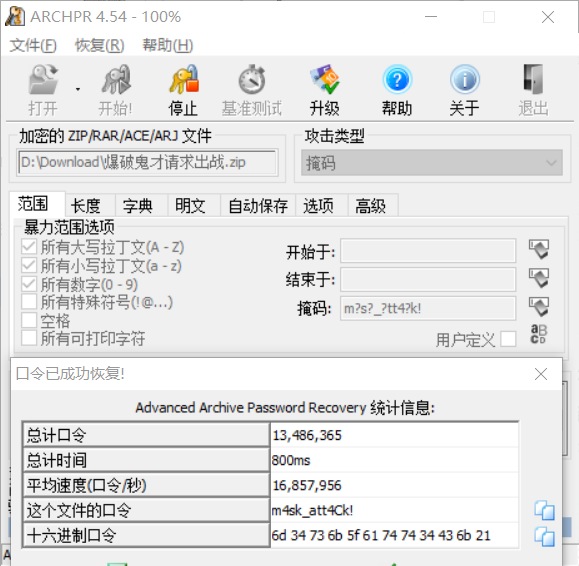 ARCHPR 4.54 - 100%
文件(F) 恢复(R) 帮助(H)
打开 开始! 停止 基准测试 升级 帮助 关于 退出
加密的 ZIP/RAR/ACE/ARJ 文件 攻击类型
D:\Download\爆破鬼才请求出战.zip 掩码
范围 长度 字典 明文 自动保存 选项 高级
暴力范围选项
所有大写拉丁文(A - Z) 开始于:
所有小写拉丁文(a - z)
所有数字(0 - 9) 结束于:
所有特殊符号(!@...) 掩码: m?s?_?tt4?k!
空格
所有可打印字符 用户定义
口令已成功恢复!
Advanced Archive Password Recovery 统计信息:
总计口令 13,486,365
总计时间 800ms
平均速度(口令/秒) 16,857,956
这个文件的口令 m4sk_att4Ck!
十六进制口令 6d 34 73 6b 5f 61 74 74 34 43 6b 21